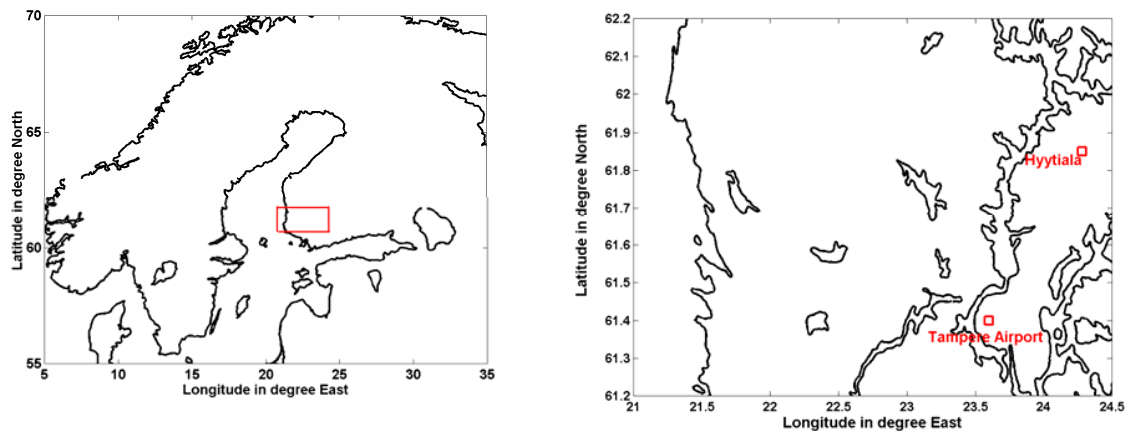 70
65
60
55
5 10 15 20 25 30 35
Latitude in degree North
Longitude in degree East
62.2
62.1
62
61.9
61.8
61.7
61.6
61.5
61.4
61.3
61.2
21 21.5 22 22.5 23 23.5 24 24.5
Latitude in degree North
Longitude in degree East
Hyytiala
Tampere Airport